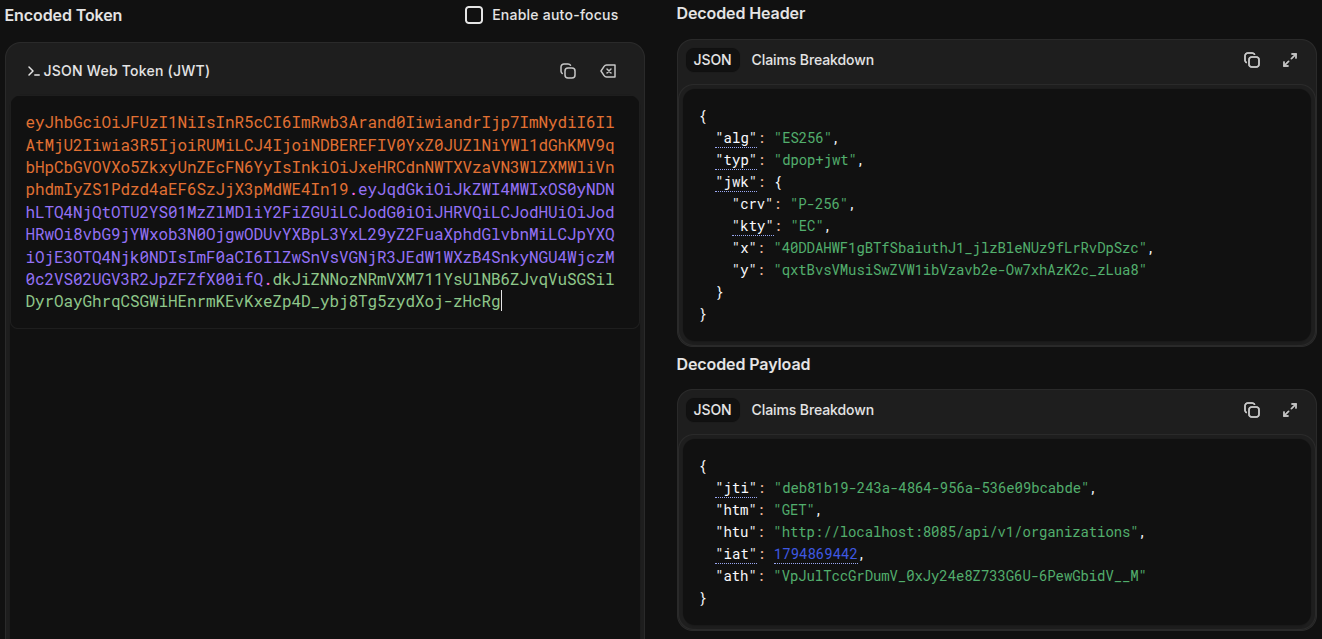 Encoded Token
Enable auto-focus
JSON Web Token (JWT)
eyJhbGciOiJFUzI1NiIsInR5cCI6ImRwb3Arand0IiwiandrIjp7ImNydiI6Il
AtMjU2Iiwia3R5IjoiRUMiLCJ4IjoiNDBEREFIV0YxZ0JUZlNiYWl1dGhKMV9q
bHpCbGVOVXo5ZkxyUnZEcFN6YyIsInkiOiJxeHRCdnNWTXVzaVN3WlZXMWliVn
phdmIyZS1Pdzd4aEF6SzJjX3pMdWE4In19.eyJqdGkiOiJkZWI4MWIxOS0yNDN
hLTQ4NjQtOTU2YS01MzZlMDliY2FiZGUiLCJodG0iOiJHRVQiLCJodHUiOiJod
HRwOi8vbG9jYWxob3N0OjgwODUvYXBpL3YxL29yZ2FuaXphdGlvbnMiLCJpYXQ
iOjE3OTQ4Njk0NDIsImF0aCI6IlZwSnVsVGNjR3JEdW1WXzB4SnkyNGU4WjczM
0c2VS02UGV3R2JpZFZfX00ifQ.dkJiZNNozNRmVXM711YsUlNB6ZJvqVuSGSil
DyrOayGhrqCSGWiHEnrmKEvKxeZp4D_ybj8Tg5zydXoj-zHcRg
Decoded Header
JSON Claims Breakdown
{
"alg": "ES256",
"typ": "dpop+jwt",
"jwk": {
"crv": "P-256",
"kty": "EC",
"x": "40DDAHWF1gBTfSbaiuthJ1_jlzBleNUz9fLrRvDpSzc",
"y": "qxtBvsVMusiSwZVW1ibVzavb2e-Ow7xhAzK2c_zLua8"
}
}
Decoded Payload
JSON Claims Breakdown
{
"jti": "deb81b19-243a-4864-956a-536e09bcabde",
"htm": "GET",
"htu": "http://localhost:8085/api/v1/organizations",
"iat": 1794869442,
"ath": "VpJulTccGrDumV_0xJy24e8Z733G6U-6PewGbidV__M"
}